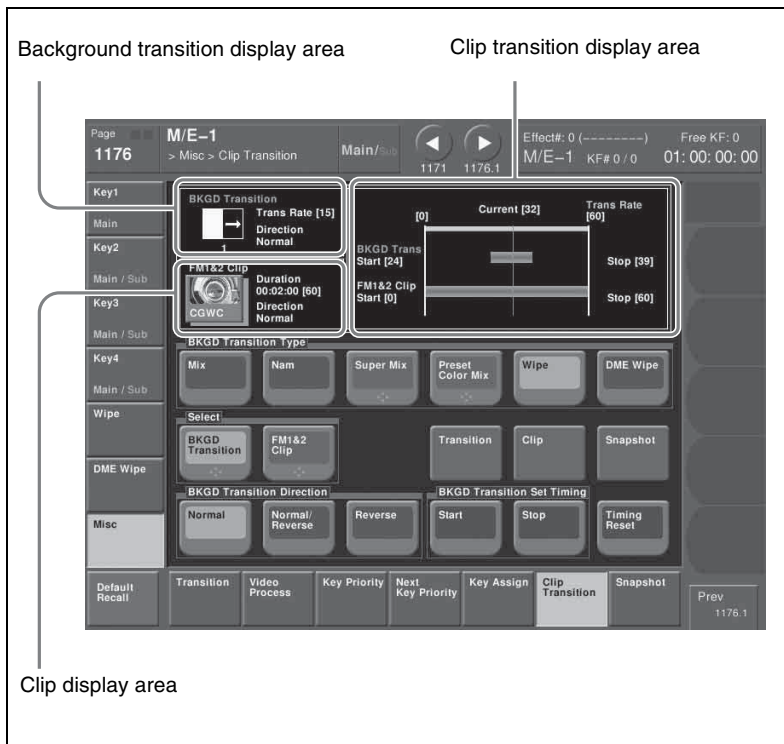 Background transition display area
Clip transition display area
Page
1176
M/E–1
> Misc > Clip Transition
Main/Sub
1171
1176.1
Effect#: 0 (--------)
Free KF: 0
M/E–1 KF# 0 / 0
01: 00: 00: 00
Key1
Main
Key2
Main / Sub
Key3
Main / Sub
Key4
Main / Sub
Wipe
DME Wipe
Misc
BKGD Transition
1
Trans Rate [15]
Direction
Normal
FM1&2 Clip
CGWC
Duration
00:02:00 [60]
Direction
Normal
[0]
Current [32]
Trans Rate
[60]
BKGD Trans
Start [24]
Stop [39]
FM1&2 Clip
Start [0]
Stop [60]
BKGD Transition Type
Mix
Nam
Super Mix
Preset
Color Mix
Wipe
DME Wipe
Select
BKGD
Transition
FM1&2
Clip
Transition
Clip
Snapshot
BKGD Transition Direction
Normal
Normal/
Reverse
Reverse
BKGD Transition Set Timing
Start
Stop
Timing
Reset
Default
Recall
Transition
Video
Process
Key Priority
Next
Key Priority
Key Assign
Clip
Transition
Snapshot
Prev
1176.1
Clip display area